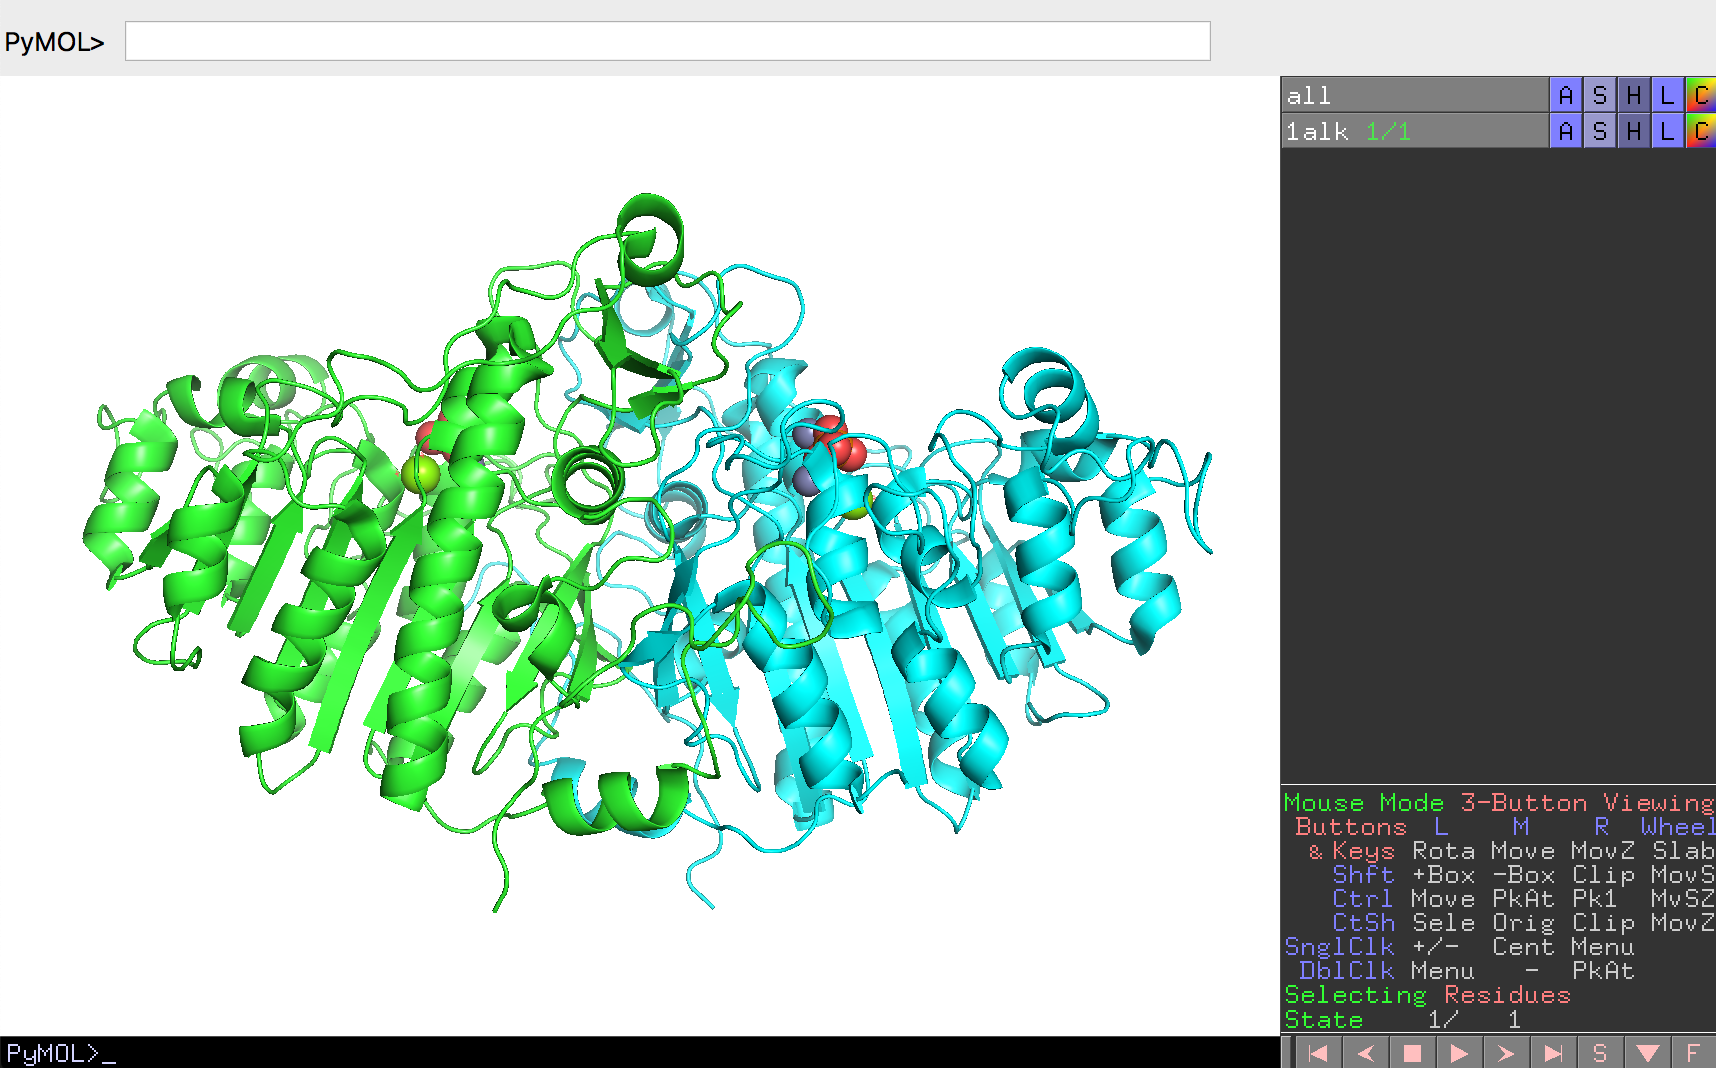 PyMOL>
all A S H L C
1alk 1/1 A S H L C
Mouse Mode 3-Button Viewing
Buttons L M R Wheel
& Keys Rota Move MovZ Slab
Shft +Box -Box Clip MovS
Ctrl Move PkAt Pk1 MvSZ
CtSh Sele Orig Clip MovZ
SnglClk +/- Cent Menu
DblClk Menu - PkAt
Selecting Residues
State 1/ 1
PyMOL>_ S F